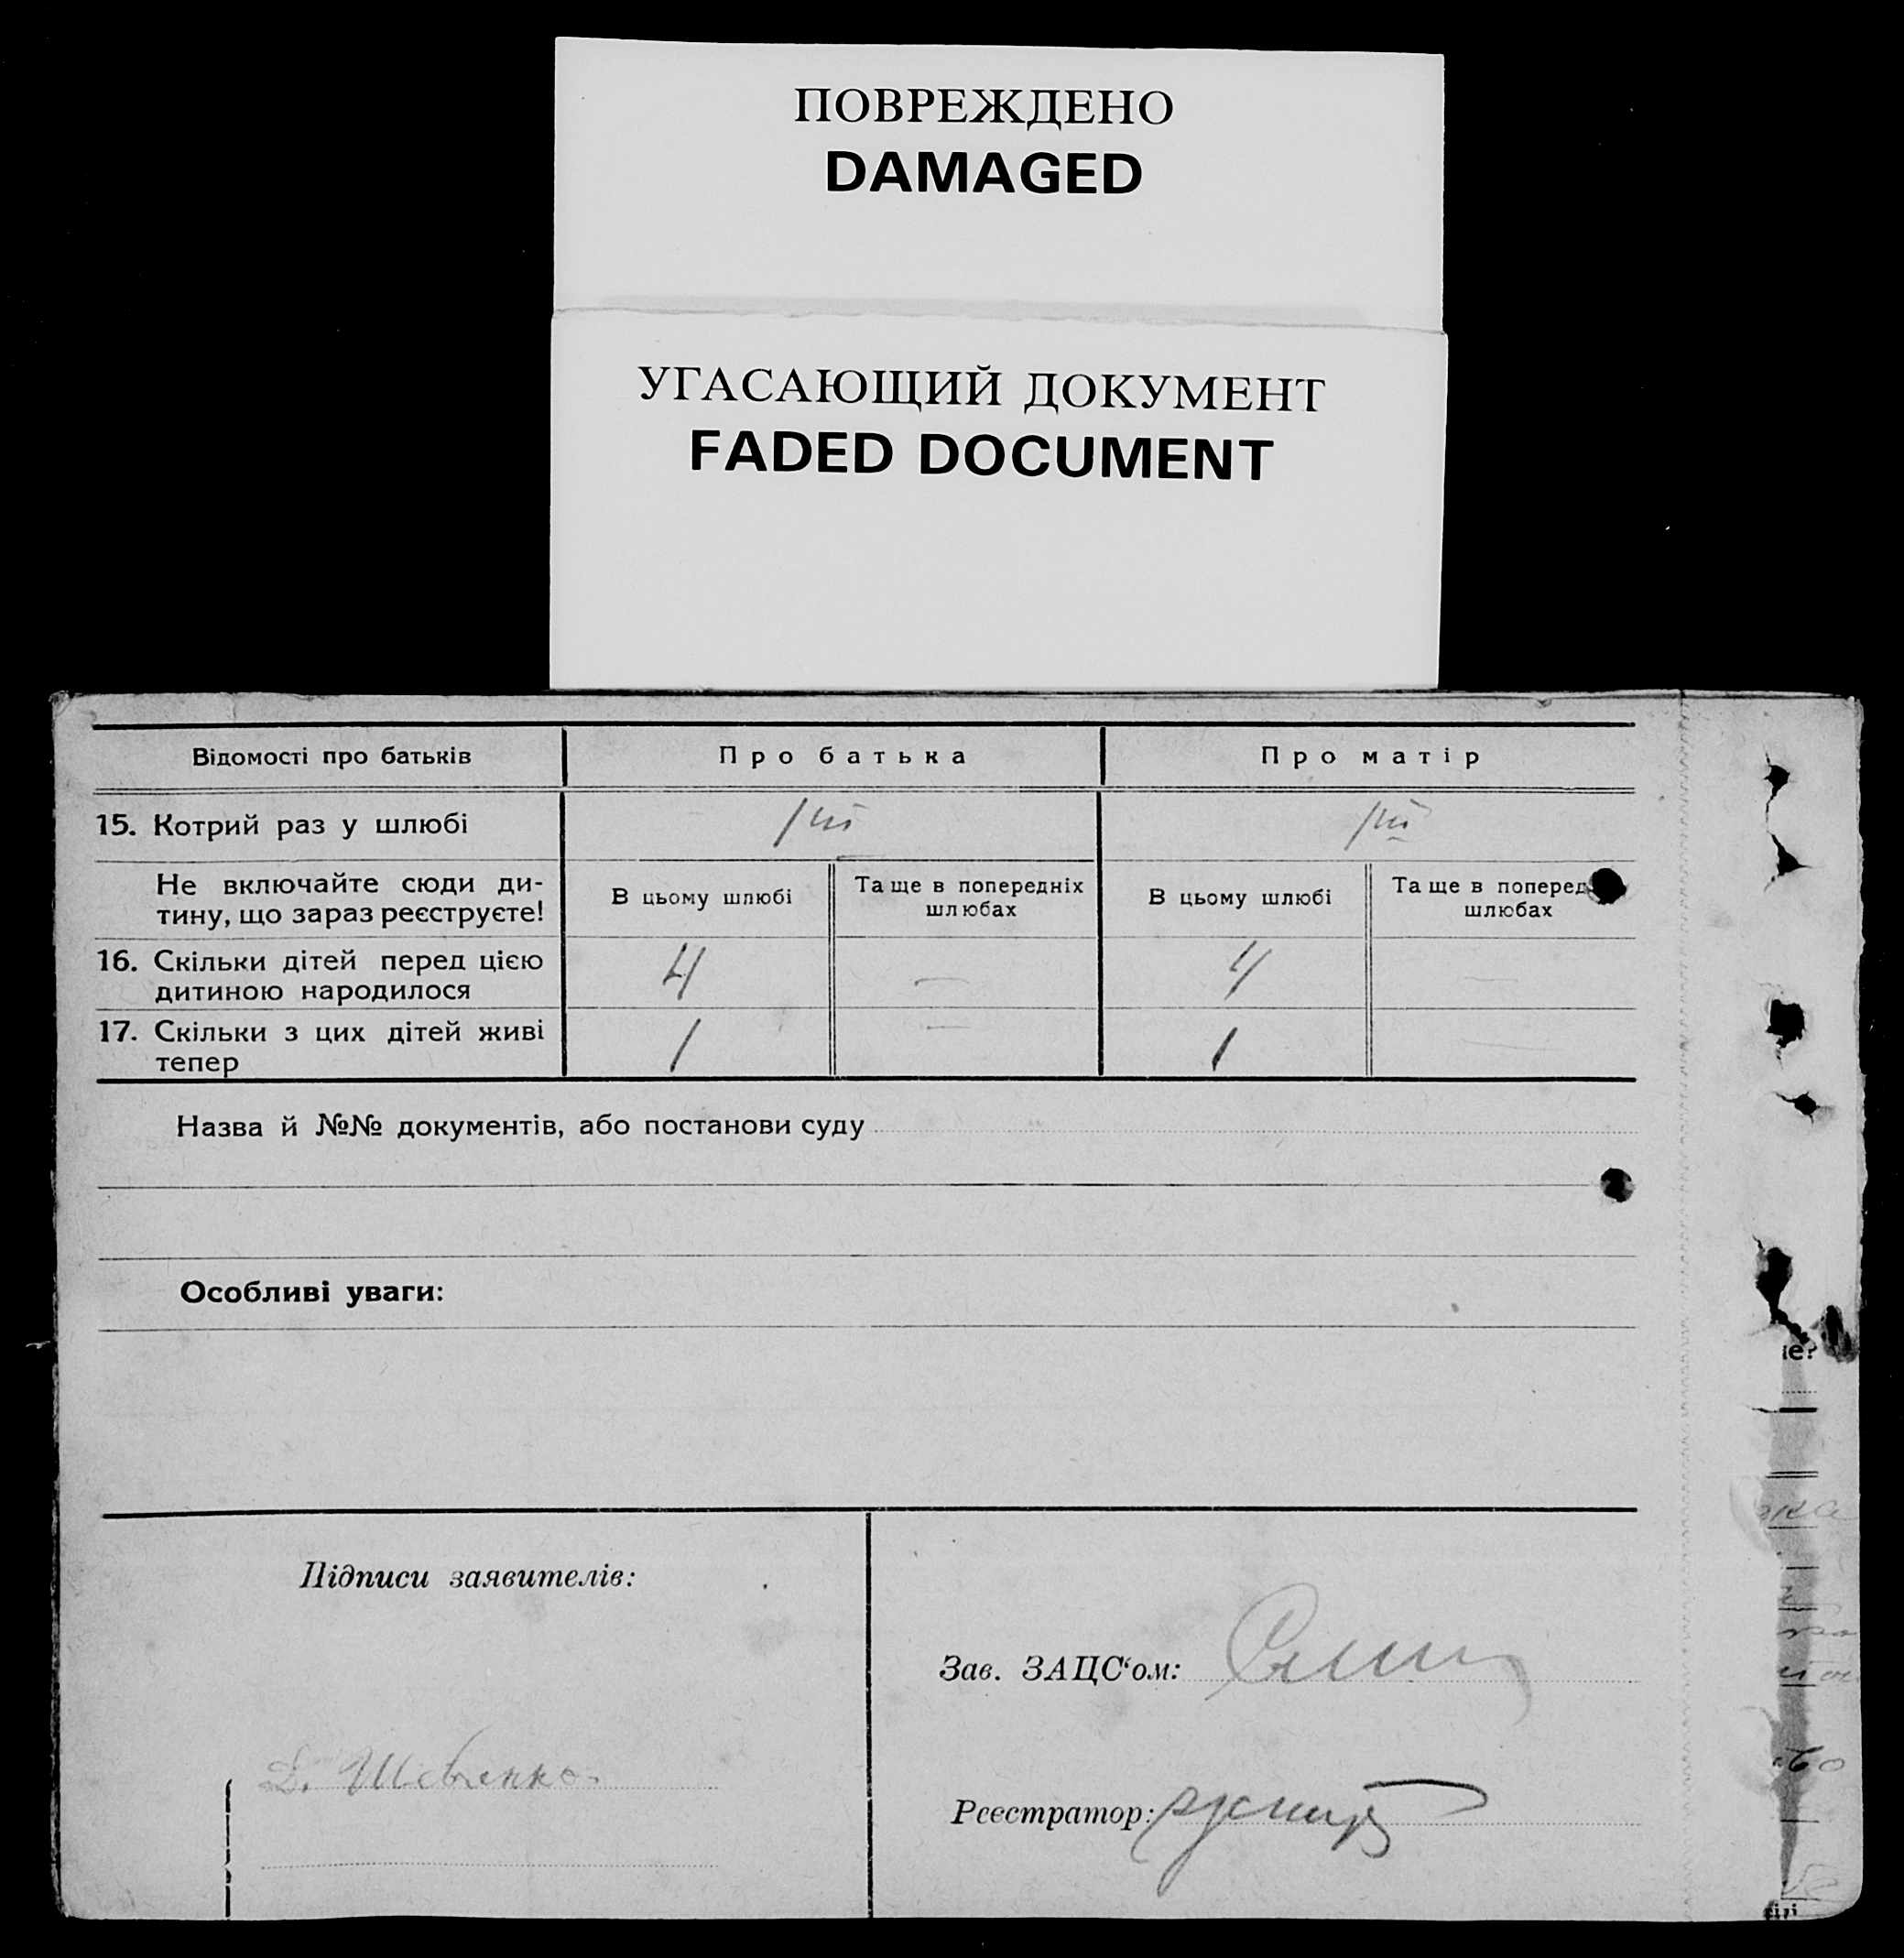 ПОВРЕЖДЕНО
DAMAGED
УГАСАЮЩИЙ ДОКУМЕНТ
FADED DOCUMENT
Відомості про батьків Про батька Про матір
15. Котрий раз у шлюбі 1ий 1ий
Не включайте сюди ди-
тину, що зараз реєструєте!
В цьому шлюбі
Та ще в попередніх
шлюбах
В цьому шлюбі
Та ще в поперед
шлюбах
16. Скільки дітей перед цією
дитиною народилося 4 — 4 —
17. Скільки з цих дітей живі
тепер 1 — 1 —
Назва й №№ документів, або постанови суду
Особливі уваги:
Підписи заявителів:
Зав. ЗАЦС‘ом:
Шевченко
Реєстратор: